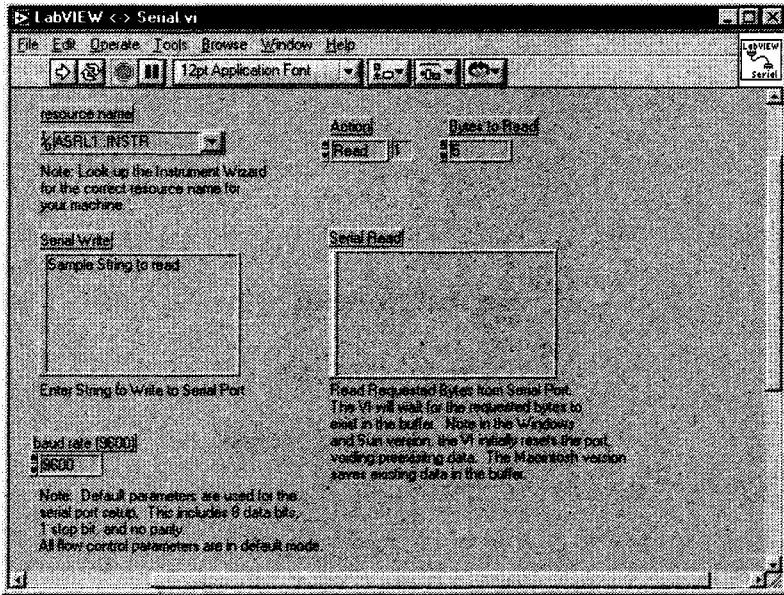 LabVIEW <-> Serial.vi
File Edit Operate Tools Browse Window Help
LabVIEW
Serial
12pt Application Font
resource name
ASRL1::INSTR
Note: Look up the Instrument Wizard
for the correct resource name for
your machine
Action
Read 1
Bytes to Read
Serial Write
Sample String to read
Enter String to Write to Serial Port
Serial Read
Read Requested Bytes from Serial Port.
The VI will wait for the requested bytes to
exist in the buffer. Note in the Windows
and Sun version, the VI initially resets the port,
voiding preexisting data. The Macintosh version
saves existing data in the buffer.
baud rate (9600)
9600
Note: Default parameters are used for the
serial port setup. This includes 8 data bits,
1 stop bit, and no parity.
All flow control parameters are in default mode.